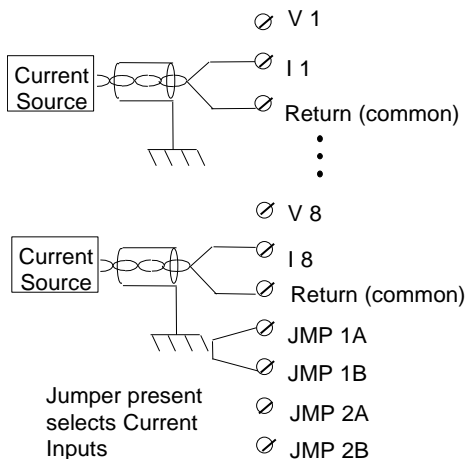 V 1
I 1
Current
Source
Return (common)
V 8
I 8
Current
Source
Return (common)
JMP 1A
JMP 1B
Jumper present
selects Current
Inputs
JMP 2A
JMP 2B